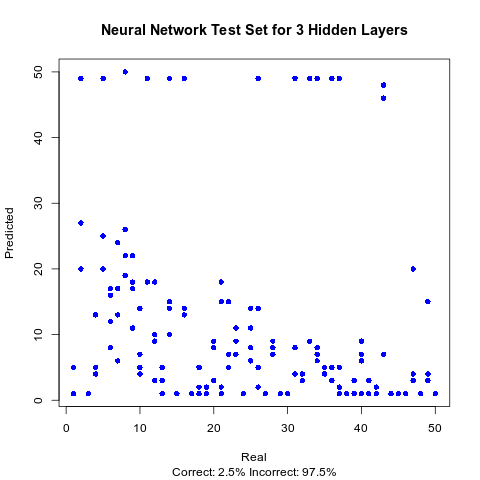 Neural Network Test Set for 3 Hidden Layers
Predicted
50
40
30
20
10
0
0 10 20 30 40 50
Real
Correct: 2.5% Incorrect: 97.5%